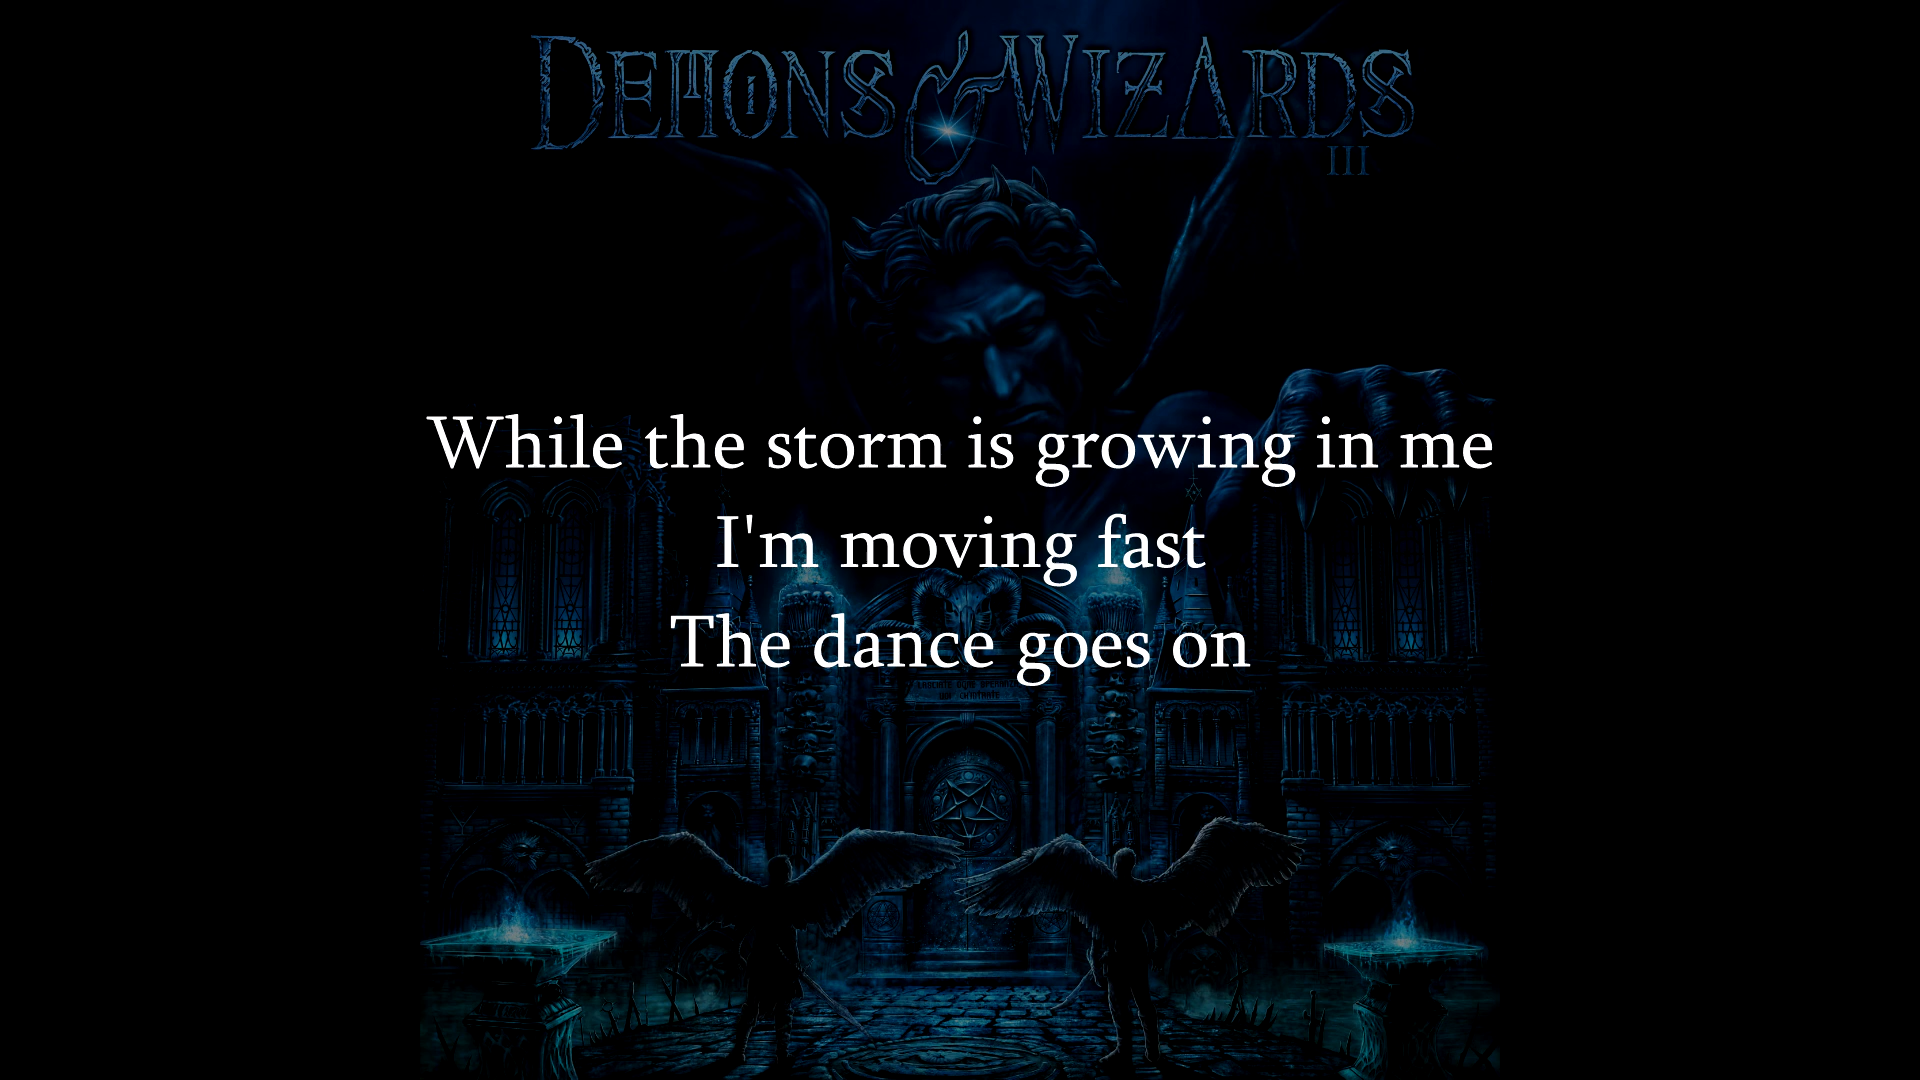 DEMONS & WIZARDS
III
While the storm is growing in me
I'm moving fast
The dance goes on